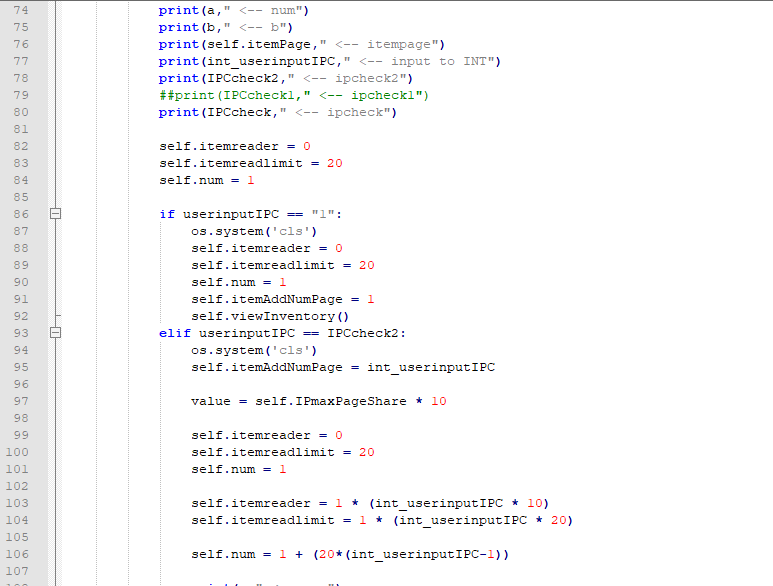 74 print(a," <-- num")
75 print(b," <-- b")
76 print(self.itemPage," <-- itempage")
77 print(int_userinputIPC," <-- input to INT")
78 print(IPCcheck2," <-- ipcheck2")
79 ##print(IPCcheck1," <-- ipcheck1")
80 print(IPCcheck," <-- ipcheck")
81
82 self.itemreader = 0
83 self.itemreadlimit = 20
84 self.num = 1
85
86 if userinputIPC == "1":
87 os.system('cls')
88 self.itemreader = 0
89 self.itemreadlimit = 20
90 self.num = 1
91 self.itemAddNumPage = 1
92 self.viewInventory()
93 elif userinputIPC == IPCcheck2:
94 os.system('cls')
95 self.itemAddNumPage = int_userinputIPC
96
97 value = self.IPmaxPageShare * 10
98
99 self.itemreader = 0
100 self.itemreadlimit = 20
101 self.num = 1
102
103 self.itemreader = 1 * (int_userinputIPC * 10)
104 self.itemreadlimit = 1 * (int_userinputIPC * 20)
105
106 self.num = 1 + (20*(int_userinputIPC-1))
107